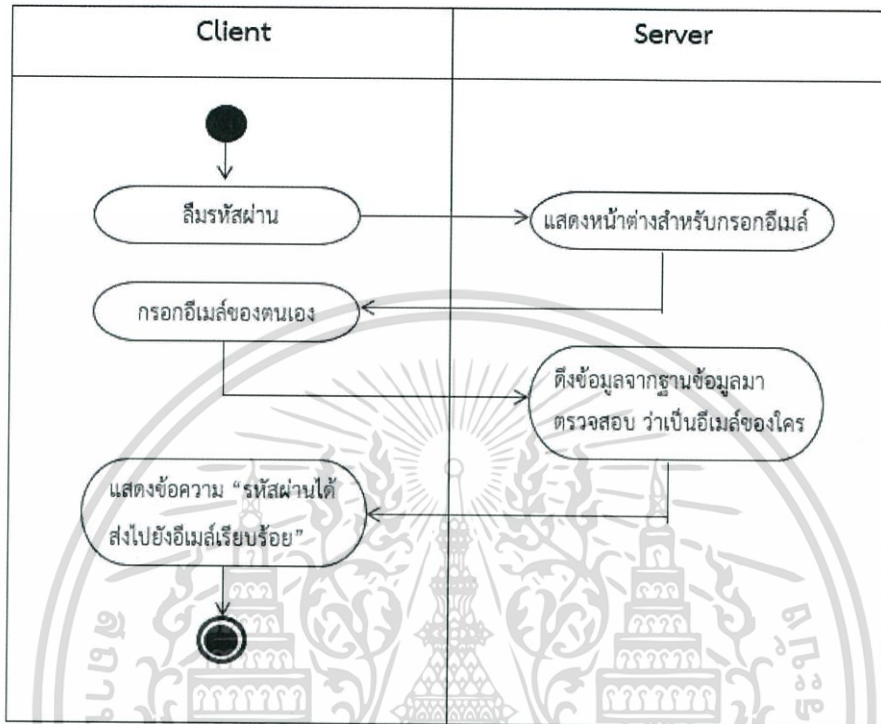 Client
Server
ลืมรหัสผ่าน
แสดงหน้าต่างสำหรับกรอกอีเมล์
กรอกอีเมล์ของตนเอง
ดึงข้อมูลจากฐานข้อมูลมา
ตรวจสอบ ว่าเป็นอีเมล์ของใคร
แสดงข้อความ “รหัสผ่านได้
ส่งไปยังอีเมล์เรียบร้อย”